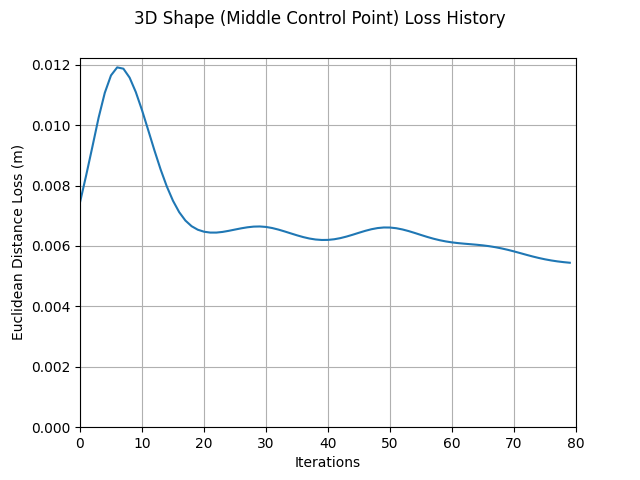 3D Shape (Middle Control Point) Loss History
0.012
0.010
0.008
0.006
0.004
0.002
0.000
Euclidean Distance Loss (m)
0 10 20 30 40 50 60 70 80
Iterations